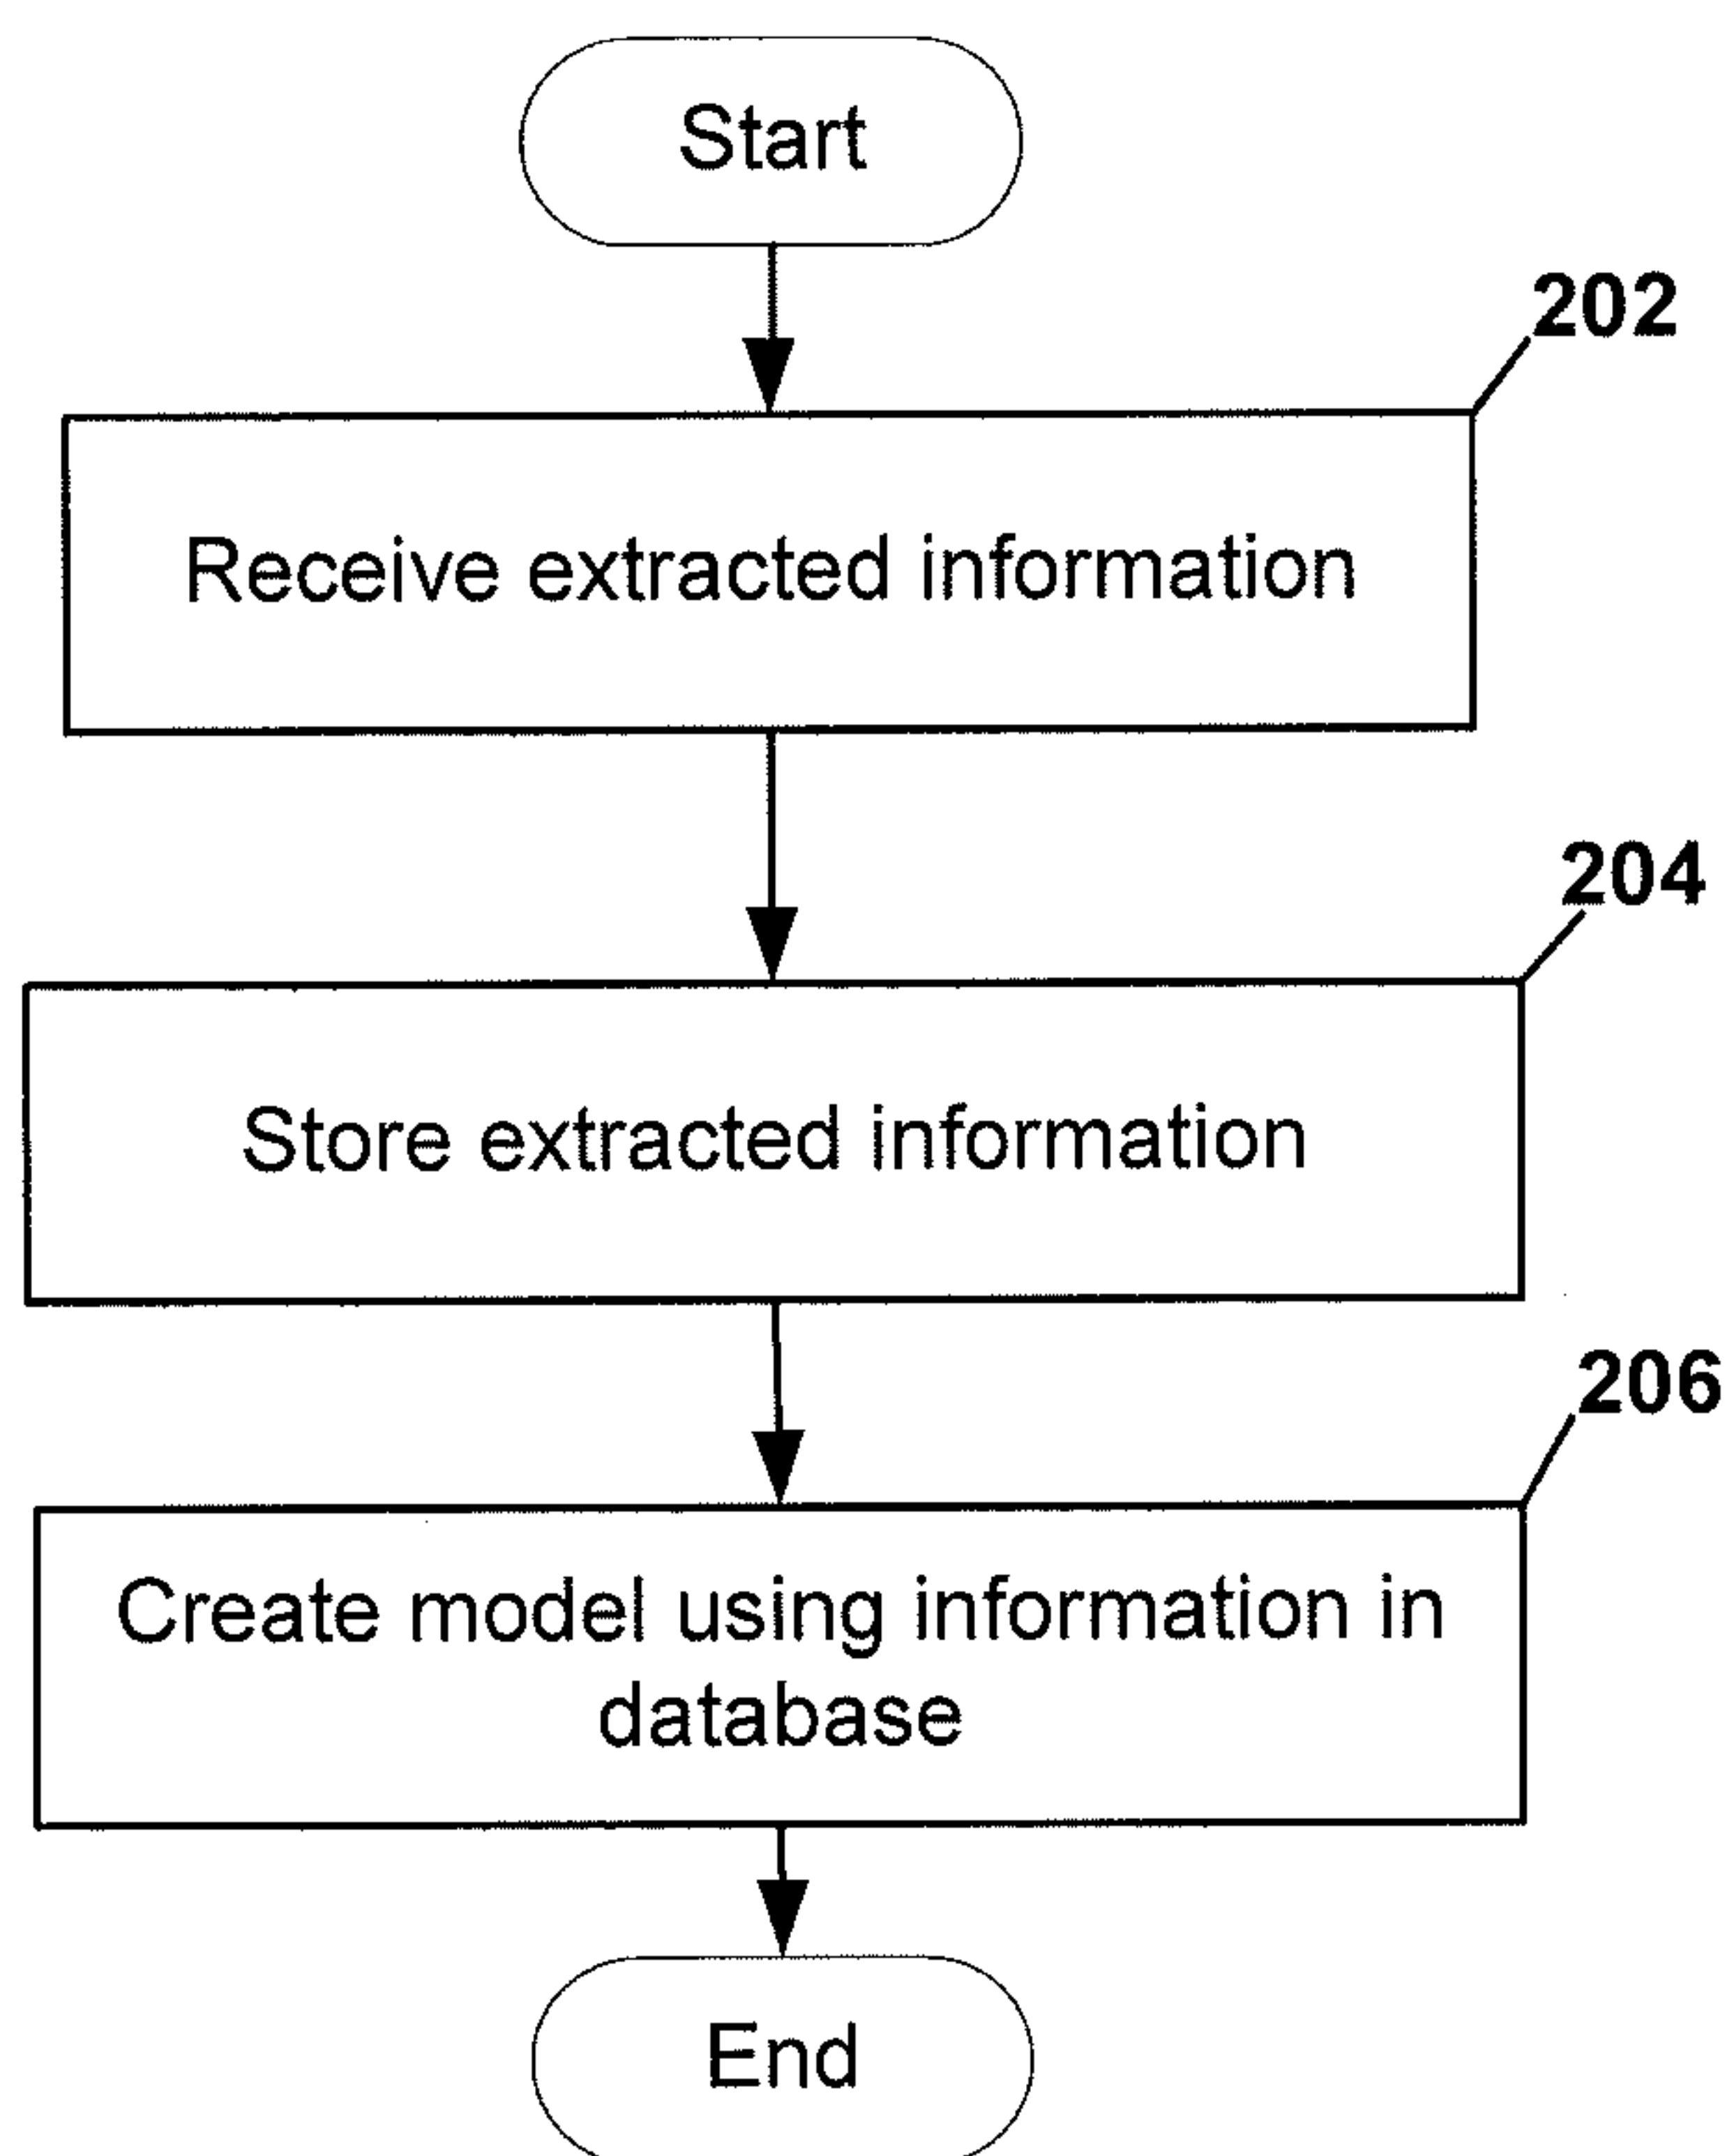 Start
202
Receive extracted information
204
Store extracted information
206
Create model using information in
database
End